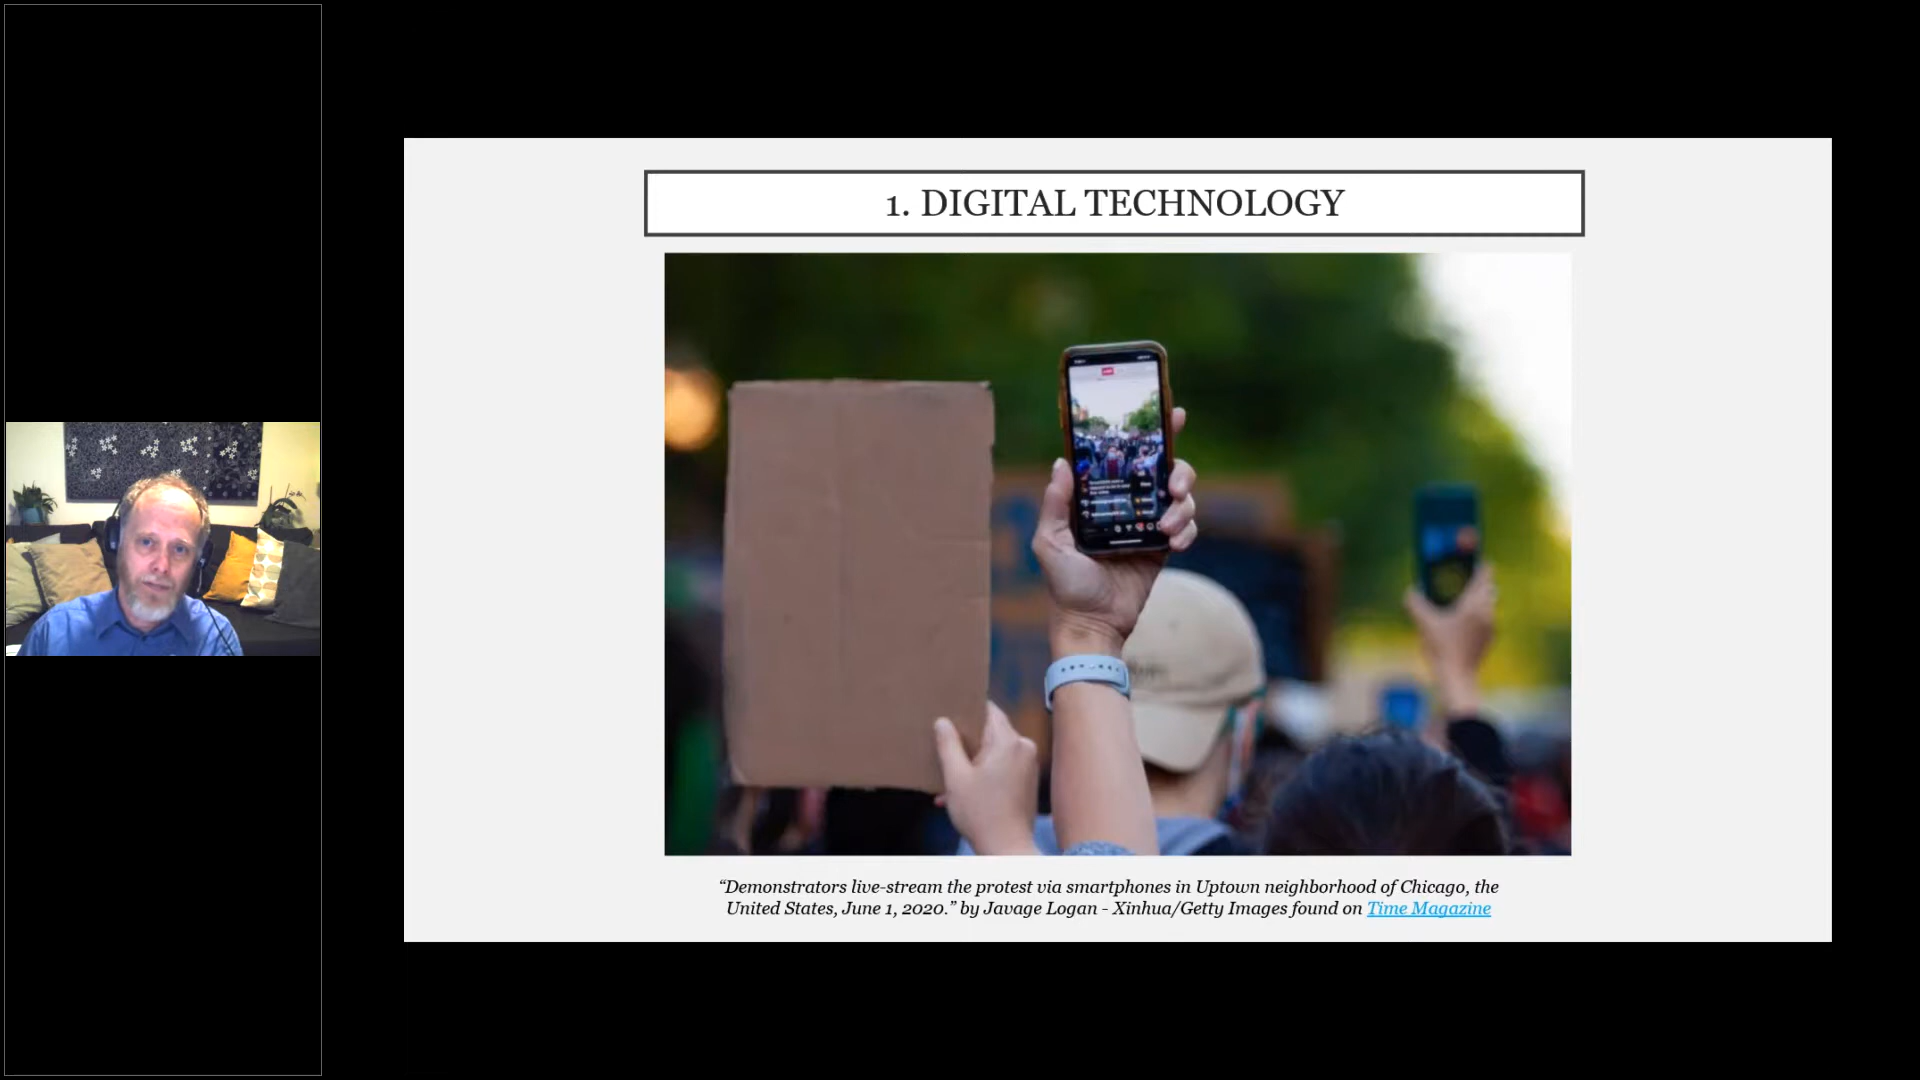 1. DIGITAL TECHNOLOGY
“Demonstrators live-stream the protest via smartphones in Uptown neighborhood of Chicago, the
United States, June 1, 2020.” by Javage Logan - Xinhua/Getty Images found on Time Magazine